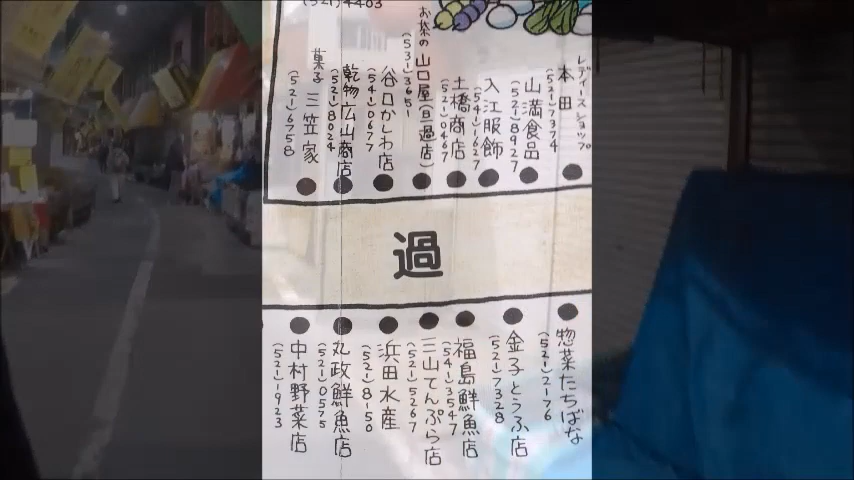 (521)4403
レディースショップ
本田
(521)7374
山満食品
(521)8927
入江服飾
(541)1627
土橋商店
(521)0467
お茶の山口屋(旦過店)
(531)3651
谷口かしわ店
(541)0677
乾物広山商店
(521)8024
菓子三笠家
(521)6758
過
惣菜たちばな
(521)2176
金子とうふ店
(521)7328
福島鮮魚店
(541)3547
三山てんぷら店
(521)5267
浜田水産
(521)8150
丸政鮮魚店
(521)0575
中村野菜店
(521)1923